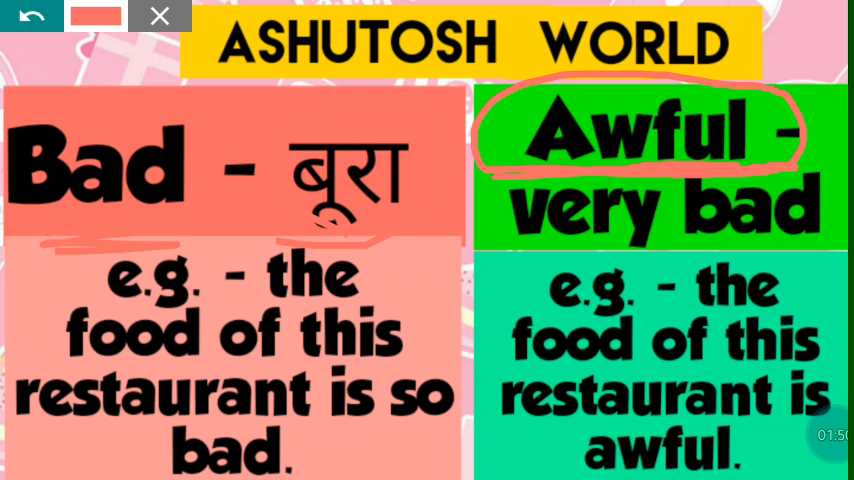 ASHUTOSH WORLD
Bad - बूरा
e.g. - the
food of this
restaurant is so
bad.
Awful -
very bad
e.g. - the
food of this
restaurant is
awful.